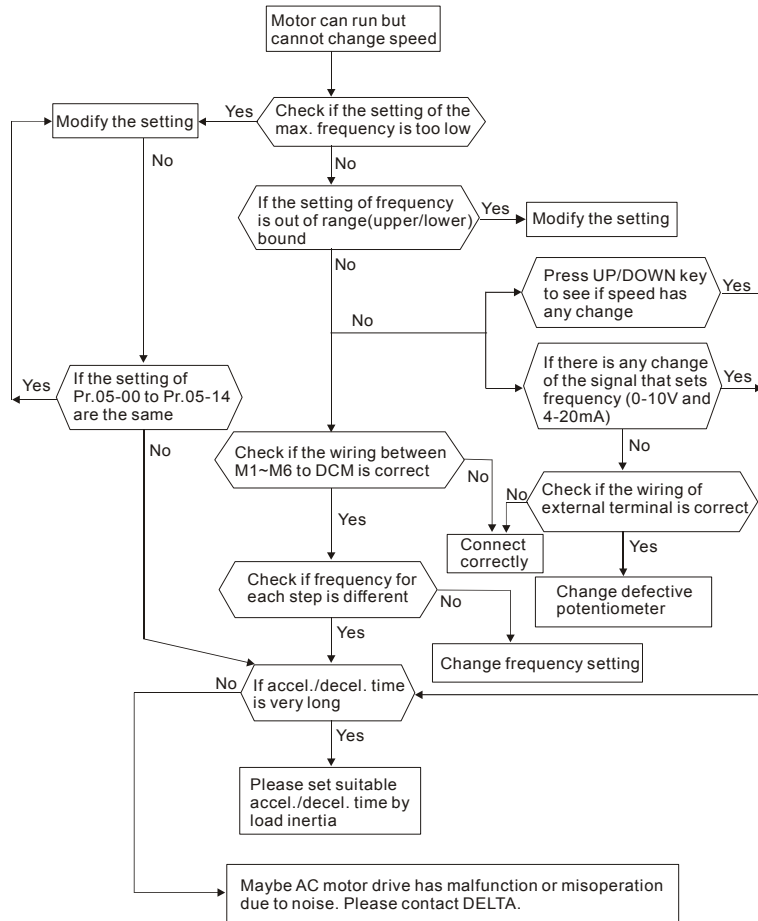 Motor can run but
cannot change speed
Check if the setting of the
max. frequency is too low
Yes
Modify the setting
No
No
If the setting of frequency
is out of range(upper/lower)
bound
Yes
Modify the setting
No
No
Press UP/DOWN key
to see if speed has
any change
Yes
If the setting of
Pr.05-00 to Pr.05-14
are the same
Yes
No
If there is any change
of the signal that sets
frequency (0-10V and
4-20mA)
Yes
No
Check if the wiring between
M1~M6 to DCM is correct
No
Yes
Check if the wiring of
external terminal is correct
No
Yes
Connect
correctly
Change defective
potentiometer
Check if frequency for
each step is different
No
Yes
Change frequency setting
If accel./decel. time
is very long
No
Yes
Please set suitable
accel./decel. time by
load inertia
Maybe AC motor drive has malfunction or misoperation
due to noise. Please contact DELTA.